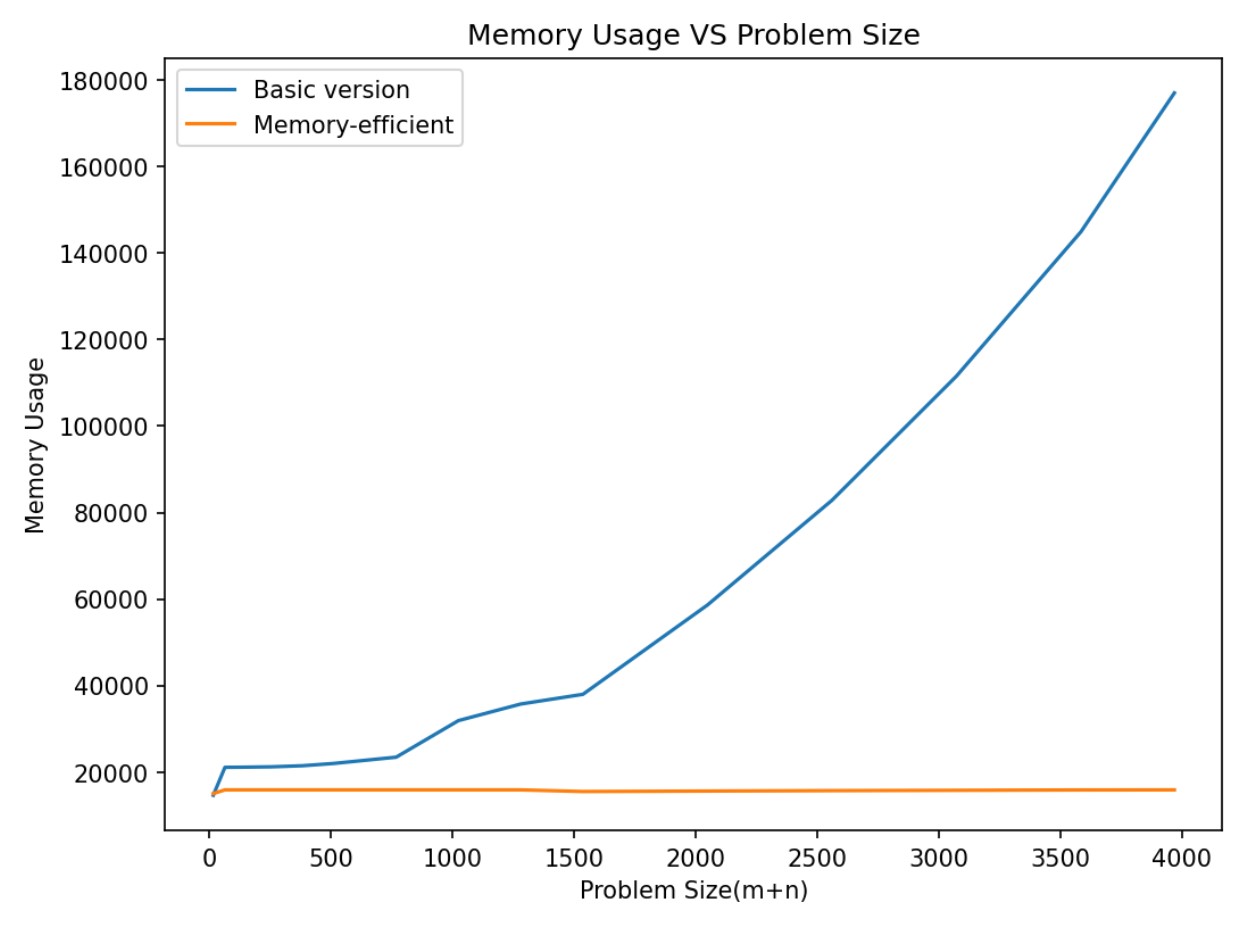 Memory Usage VS Problem Size
Basic version
Memory-efficient
Memory Usage
180000
160000
140000
120000
100000
80000
60000
40000
20000
0 500 1000 1500 2000 2500 3000 3500 4000
Problem Size(m+n)